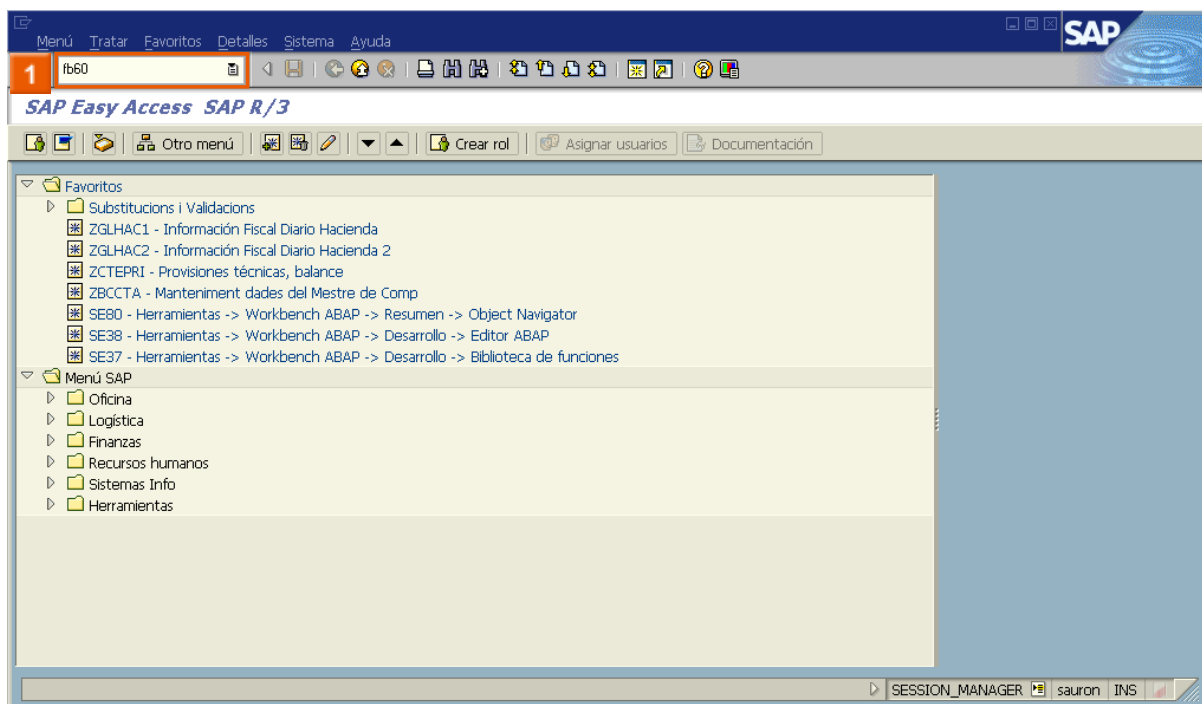 Menú Tratar Favoritos Detalles Sistema Ayuda
SAP
1 fb60
SAP Easy Access SAP R/3
Otro menú Crear rol Asignar usuarios Documentación
Favoritos
Substitucions i Validacions
ZGLHAC1 - Información Fiscal Diario Hacienda
ZGLHAC2 - Información Fiscal Diario Hacienda 2
ZCTEPRI - Provisiones técnicas, balance
ZBCCTA - Manteniment dades del Mestre de Comp
SE80 - Herramientas -> Workbench ABAP -> Resumen -> Object Navigator
SE38 - Herramientas -> Workbench ABAP -> Desarrollo -> Editor ABAP
SE37 - Herramientas -> Workbench ABAP -> Desarrollo -> Biblioteca de funciones
Menú SAP
Oficina
Logística
Finanzas
Recursos humanos
Sistemas Info
Herramientas
SESSION_MANAGER sauron INS